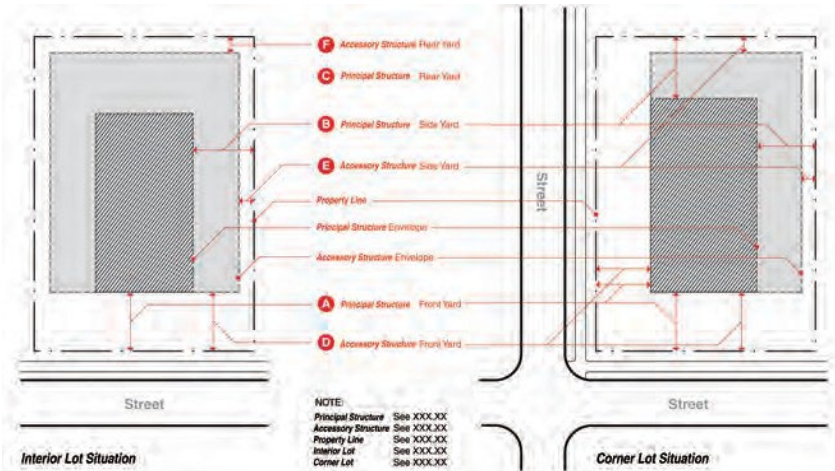 F Accessory Structure Rear Yard
C Principal Structure Rear Yard
B Principal Structure Side Yard
E Accessory Structure Side Yard
Property Line
Principal Structure Envelope
Accessory Structure Envelope
A Principal Structure Front Yard
D Accessory Structure Front Yard
Street
Street
Street
NOTE:
Principal Structure See XXX.XX
Accessory Structure See XXX.XX
Property Line See XXX.XX
Interior Lot See XXX.XX
Corner Lot See XXX.XX
Interior Lot Situation
Corner Lot Situation